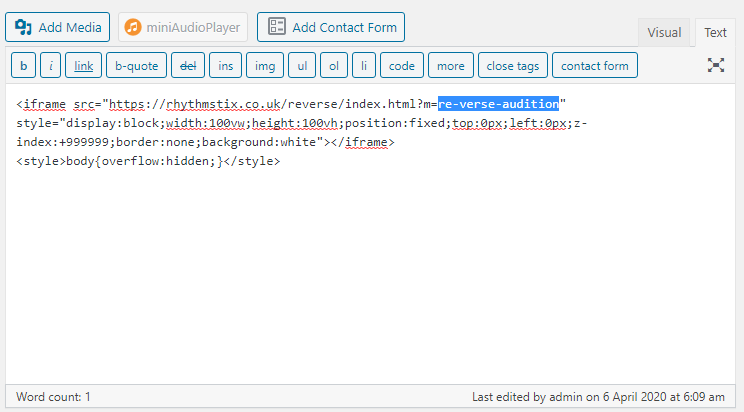 Add Media miniAudioPlayer Add Contact Form
Visual Text
b i link b-quote del ins img ul ol li code more close tags contact form
<iframe src="https://rhythmstix.co.uk/reverse/index.html?m=re-verse-audition"
style="display:block;width:100vw;height:100vh;position:fixed;top:0px;left:0px;z-
index:+999999;border:none;background:white"></iframe>
<style>body{overflow:hidden;}</style>
Word count: 1 Last edited by admin on 6 April 2020 at 6:09 am